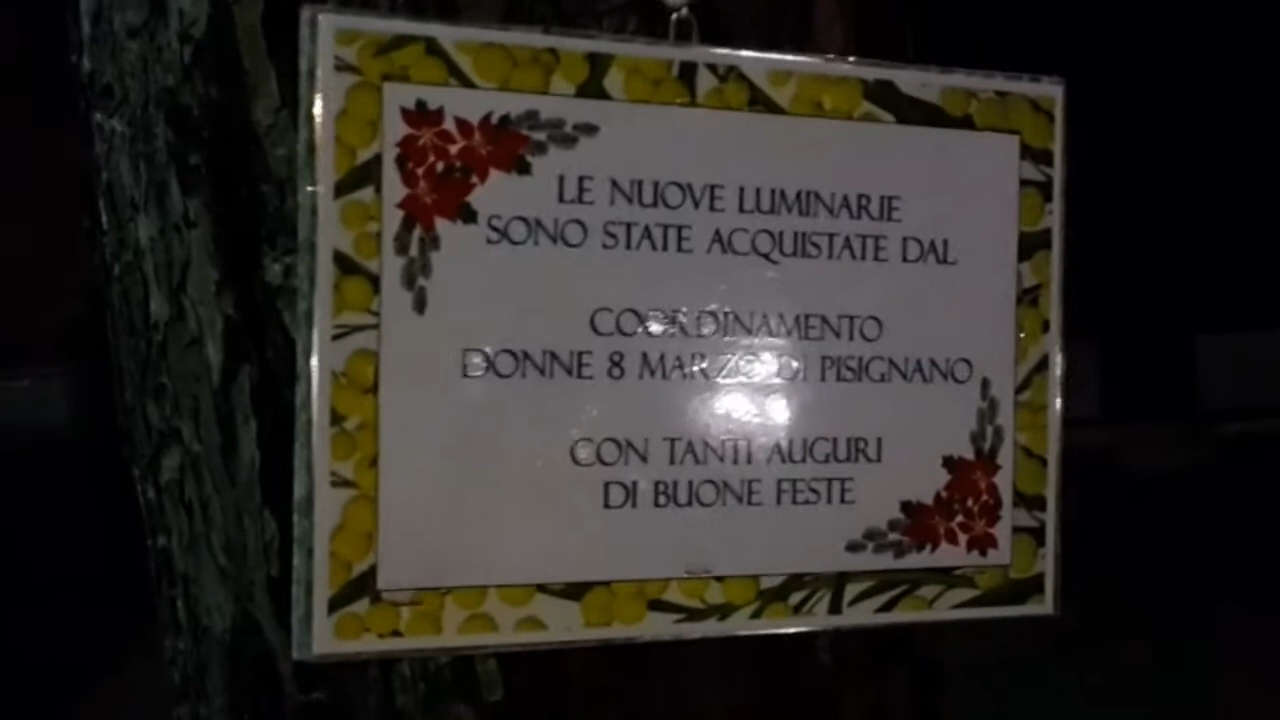 LE NUOVE LUMINARIE
SONO STATE ACQUISTATE DAL
COORDINAMENTO
DONNE 8 MARZO DI PISIGNANO
CON TANTI AUGURI
DI BUONE FESTE